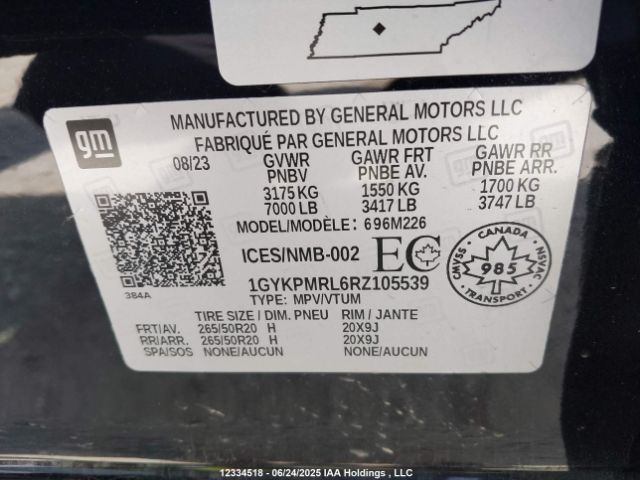 gm
MANUFACTURED BY GENERAL MOTORS LLC
FABRIQUÉ PAR GENERAL MOTORS LLC
08/23 GVWR GAWR FRT GAWR RR
PNBV PNBE AV. PNBE ARR.
3175 KG 1550 KG 1700 KG
7000 LB 3417 LB 3747 LB
MODEL/MODÈLE: 696M226
ICES/NMB-002 EC
384A
1GYKPMRL6RZ105539
TYPE: MPV/VTUM
CANADA
CMVSS 985 NSVAC
TRANSPORT
TIRE SIZE / DIM. PNEU RIM / JANTE
FRT/AV. 265/50R20 H 20X9J
RR/ARR. 265/50R20 H 20X9J
SPA/SOS NONE/AUCUN NONE/AUCUN
12334518 - 06/24/2025 IAA Holdings , LLC